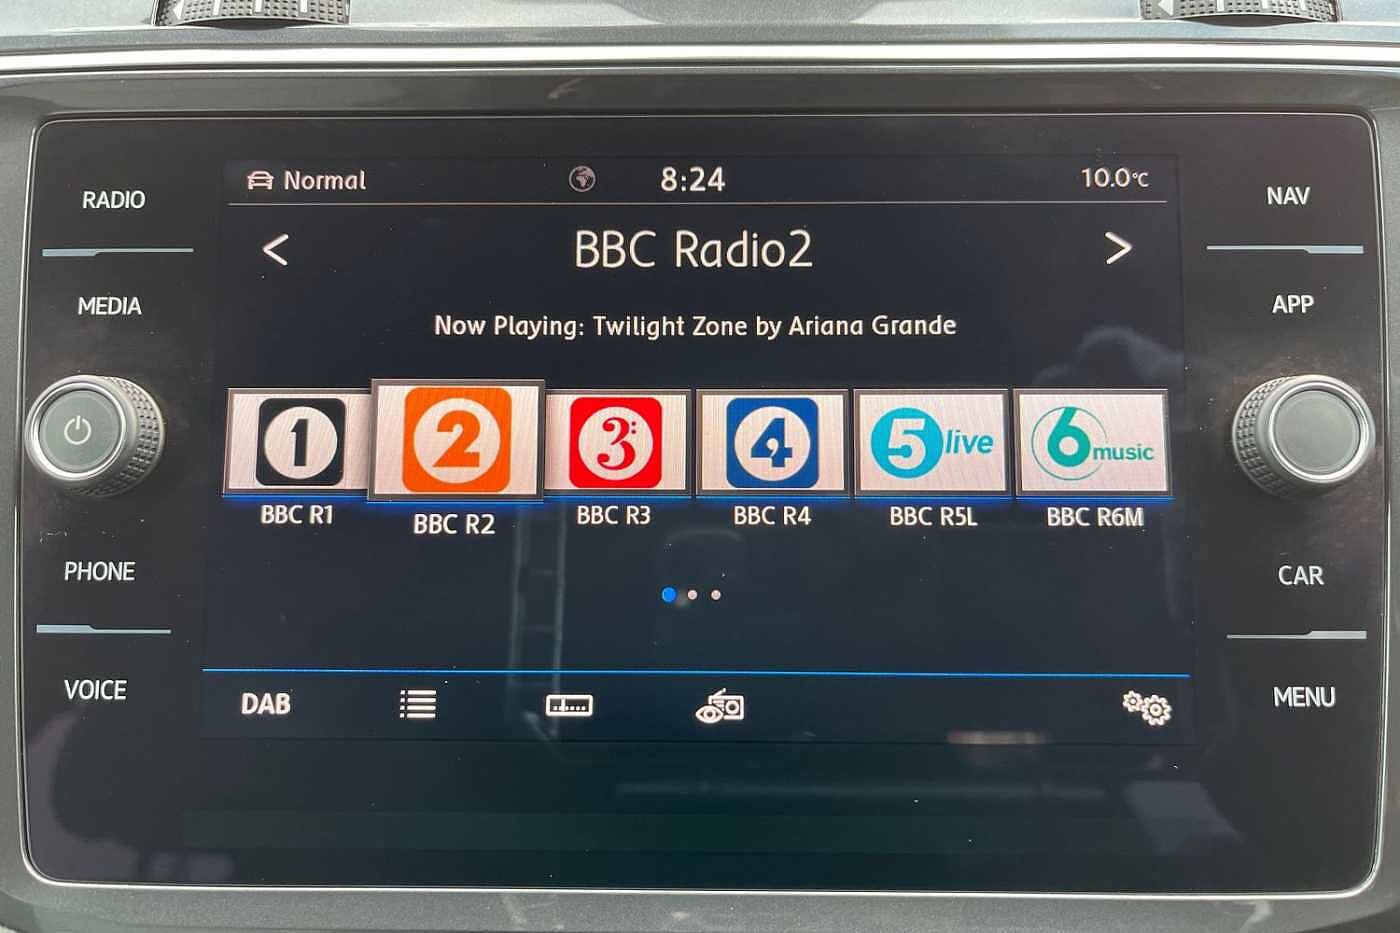 RADIO
MEDIA
PHONE
VOICE
Normal 8:24 10.0°C
BBC Radio2
Now Playing: Twilight Zone by Ariana Grande
1 2 3: 4 5 live 6 music
BBC R1 BBC R2 BBC R3 BBC R4 BBC R5L BBC R6M
DAB
NAV
APP
CAR
MENU